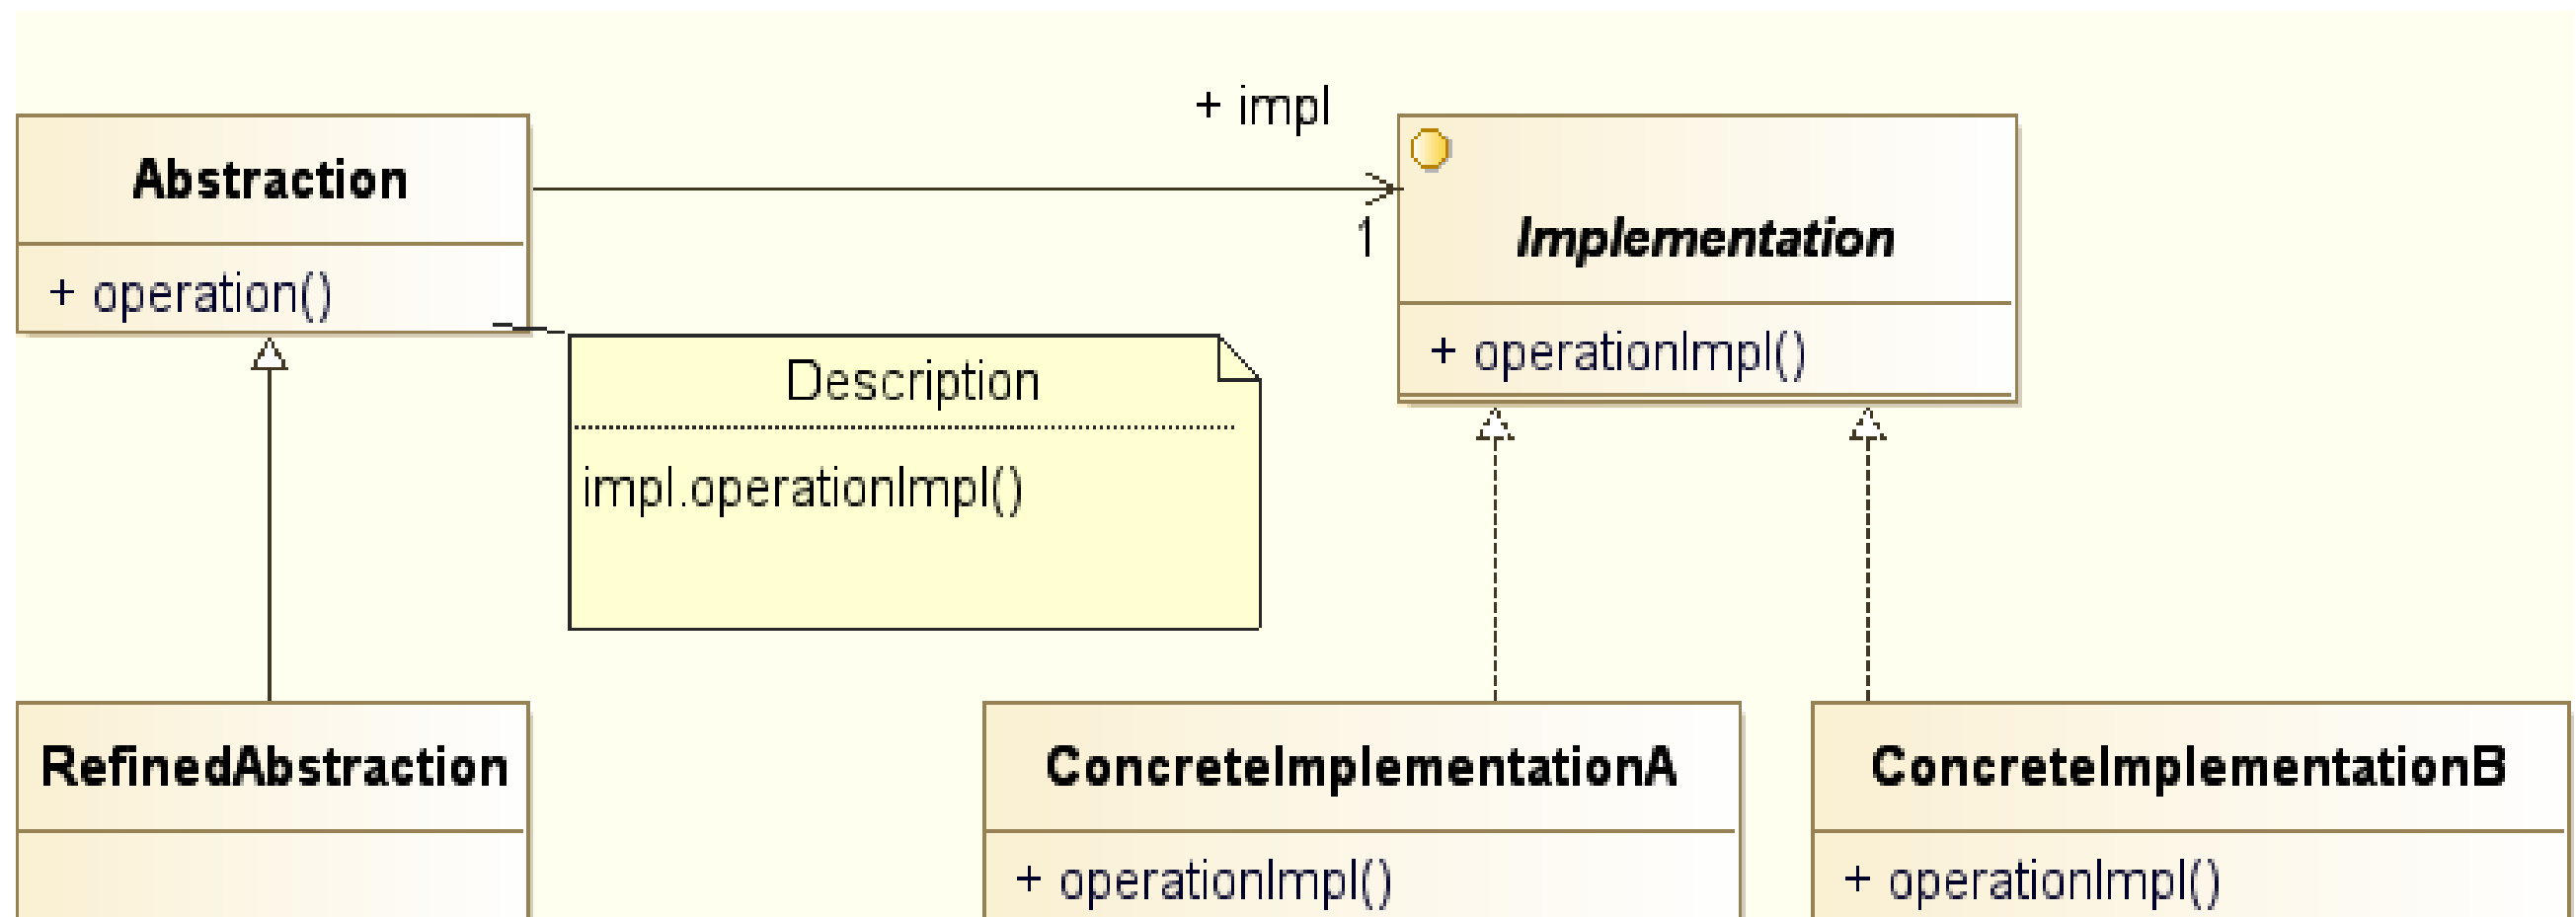 + impl
Abstraction
1
Implementation
+ operation()
+ operationImpl()
Description
impl.operationImpl()
RefinedAbstraction
ConcreteImplementationA
ConcreteImplementationB
+ operationImpl()
+ operationImpl()